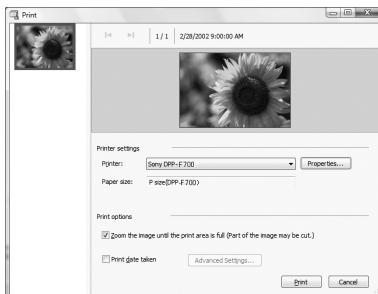 Print
1 / 1 2/28/2002 9:00:00 AM
Printer settings
Printer: Sony DPP-F700 Properties...
Paper size: P size(DPP-F700)
Print options
Zoom the image until the print area is full (Part of the image may be cut.)
Print date taken Advanced Settings...
Print Cancel